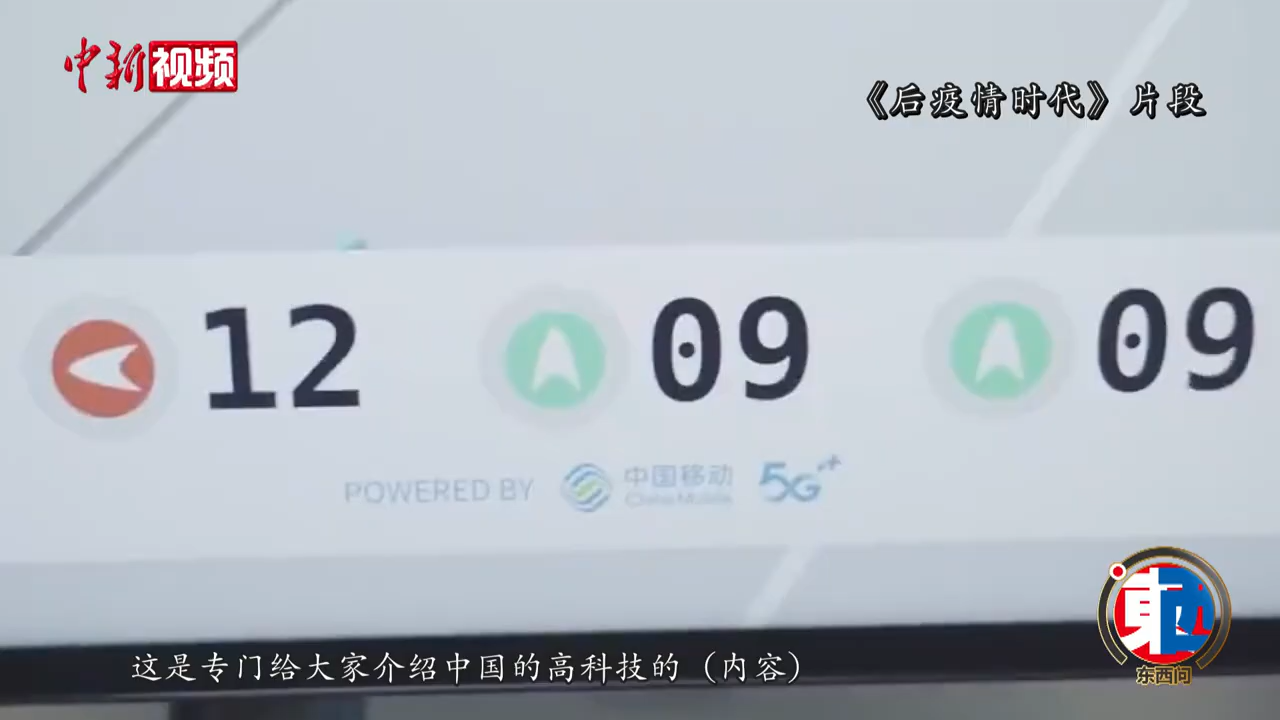 中新视频
《后疫情时代》片段
12 09 09
POWERED BY 中国移动 China Mobile 5G+
东西问
这是专门给大家介绍中国的高科技的（内容）